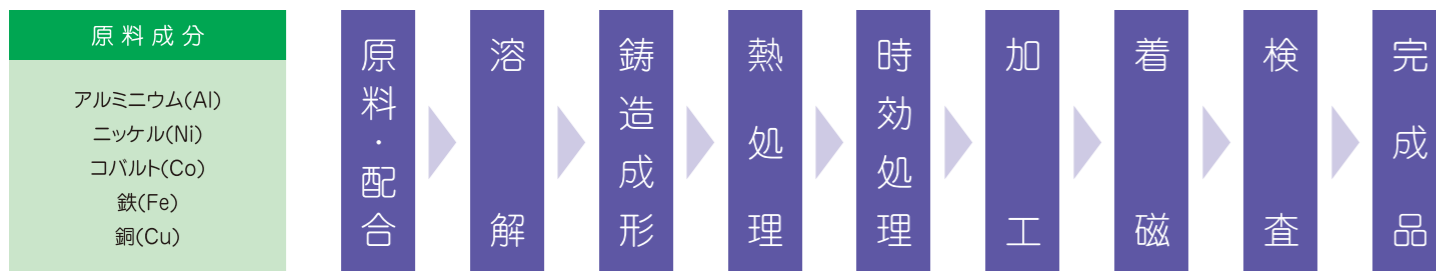 原料成分
アルミニウム(Al)
ニッケル(Ni)
コバルト(Co)
鉄(Fe)
銅(Cu)
原料・配合
溶解
鋳造成形
熱処理
時効処理
加工
着磁
検査
完成品